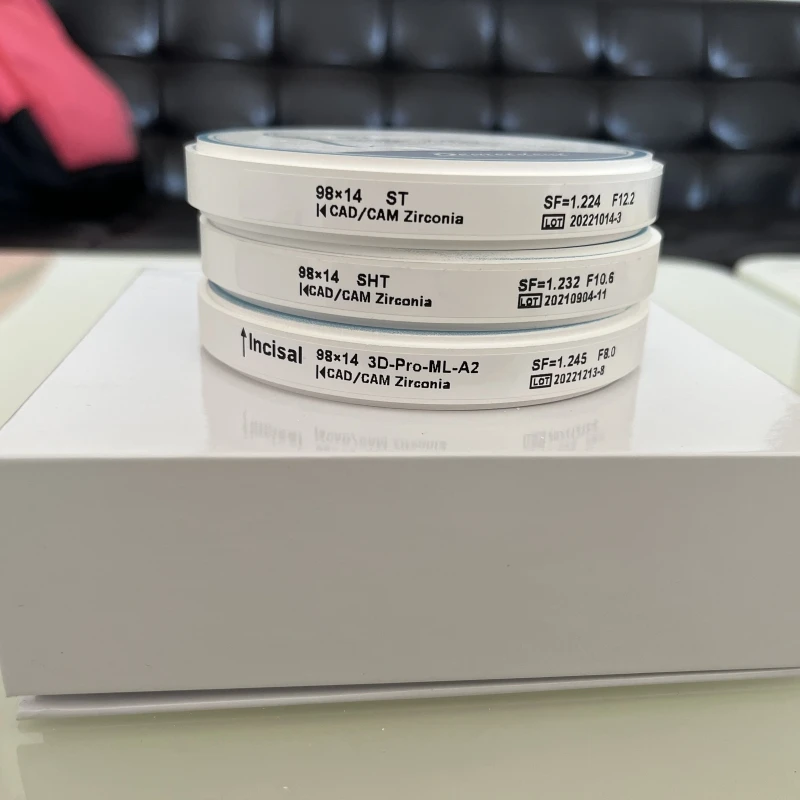 98×14 ST
SF=1.224 F12.2
CAD/CAM Zirconia
LOT 20221014-3
98×14 SHT
SF=1.232 F10.6
CAD/CAM Zirconia
LOT 20210904-11
↑Incisal 98×14 3D-Pro-ML-A2
SF=1.245 F8.0
CAD/CAM Zirconia
LOT 20221213-8